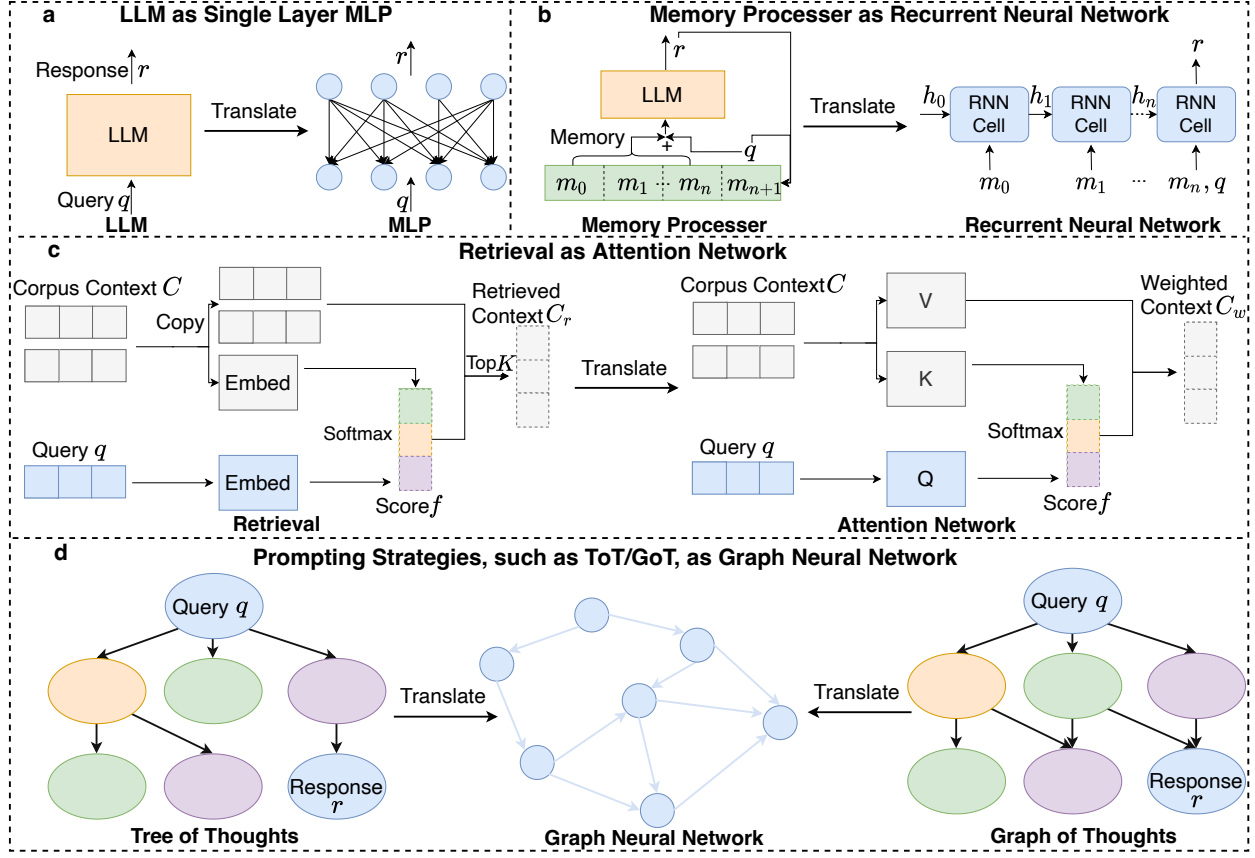 a LLM as Single Layer MLP
Response r
LLM
Query q
LLM
Translate
r
q
MLP
b Memory Processer as Recurrent Neural Network
r
LLM
Memory
+
q
m0 m1 ... mn mn+1
Memory Processer
Translate
r
h0 RNN Cell h1 RNN Cell hn RNN Cell
...
m0 m1 ... mn, q
Recurrent Neural Network
c Retrieval as Attention Network
Corpus Context C
Copy
Embed
Retrieved
Context Cr
TopK
Softmax
Query q
Embed
Score f
Retrieval
Translate
Corpus Context C
V
K
Weighted
Context Cw
Softmax
Query q
Q
Score f
Attention Network
d Prompting Strategies, such as ToT/GoT, as Graph Neural Network
Query q
Response
r
Tree of Thoughts
Translate
Graph Neural Network
Translate
Query q
Response
r
Graph of Thoughts